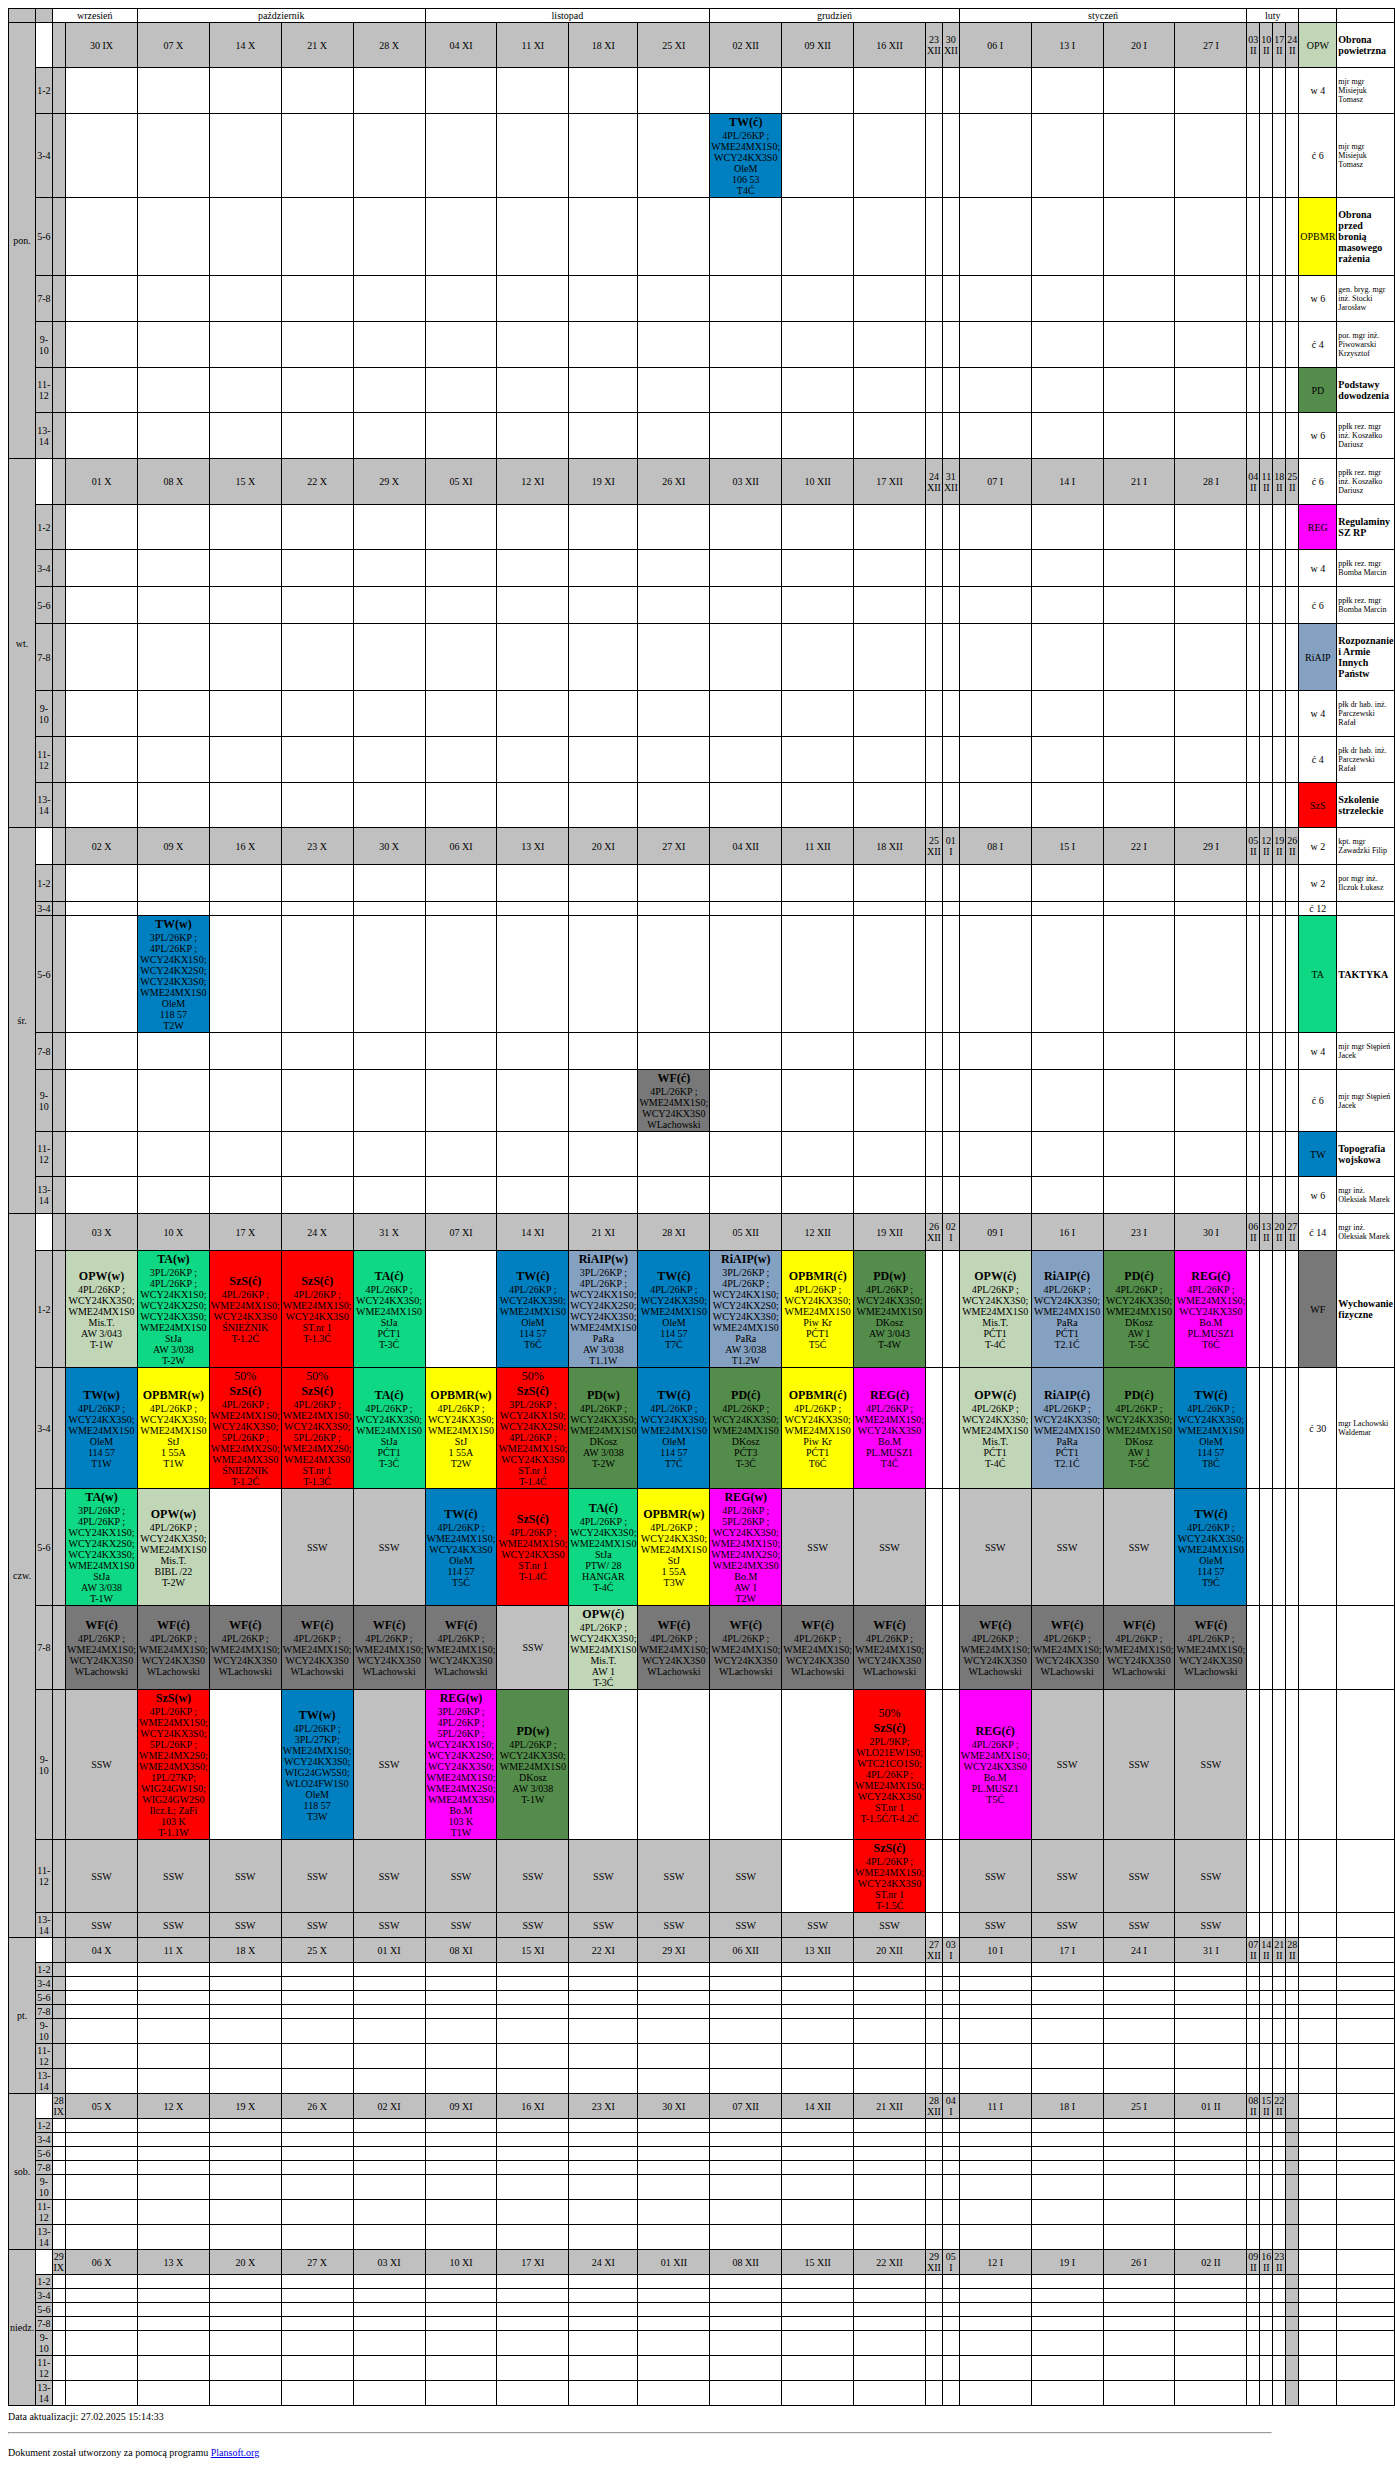 wrzesień październik listopad grudzień styczeń luty
pon. 30 IX 07 X 14 X 21 X 28 X 04 XI 11 XI 18 XI 25 XI 02 XII 09 XII 16 XII 23 XII 30 XII 06 I 13 I 20 I 27 I 03 II 10 II 17 II 24 II OPW Obrona powietrzna
1-2 w 4 mjr mgr Misiejuk Tomasz
3-4 TW(ć) 4PL/26KP ; WME24MX1S0; WCY24KX3S0 OleM 106 53 T4Ć ć 6 mjr mgr Misiejuk Tomasz
5-6 OPBMR Obrona przed bronią masowego rażenia
7-8 w 6 gen. bryg. mgr inż. Stocki Jarosław
9-10 ć 4 por. mgr inż. Piwowarski Krzysztof
11-12 PD Podstawy dowodzenia
13-14 w 6 ppłk rez. mgr inż. Koszałko Dariusz
wt. 01 X 08 X 15 X 22 X 29 X 05 XI 12 XI 19 XI 26 XI 03 XII 10 XII 17 XII 24 XII 31 XII 07 I 14 I 21 I 28 I 04 II 11 II 18 II 25 II ć 6 ppłk rez. mgr inż. Koszałko Dariusz
1-2 REG Regulaminy SZ RP
3-4 w 4 ppłk rez. mgr Bomba Marcin
5-6 ć 6 ppłk rez. mgr Bomba Marcin
7-8 RiAIP Rozpoznanie i Armie Innych Państw
9-10 w 4 płk dr hab. inż. Parczewski Rafał
11-12 ć 4 płk dr hab. inż. Parczewski Rafał
13-14 SzS Szkolenie strzeleckie
śr. 02 X 09 X 16 X 23 X 30 X 06 XI 13 XI 20 XI 27 XI 04 XII 11 XII 18 XII 25 XII 01 I 08 I 15 I 22 I 29 I 05 II 12 II 19 II 26 II w 2 kpt. mgr Zawadzki Filip
1-2 w 2 por mgr inż. Ilczuk Łukasz
3-4 ć 12
5-6 TW(w) 3PL/26KP ; 4PL/26KP ; WCY24KX1S0; WCY24KX2S0; WCY24KX3S0; WME24MX1S0 OleM 118 57 T2W TA TAKTYKA
7-8 w 4 mjr mgr Stępień Jacek
9-10 WF(ć) 4PL/26KP ; WME24MX1S0; WCY24KX3S0 WLachowski ć 6 mjr mgr Stępień Jacek
11-12 TW Topografia wojskowa
13-14 w 6 mgr inż. Oleksiak Marek
czw. 03 X 10 X 17 X 24 X 31 X 07 XI 14 XI 21 XI 28 XI 05 XII 12 XII 19 XII 26 XII 02 I 09 I 16 I 23 I 30 I 06 II 13 II 20 II 27 II ć 14 mgr inż. Oleksiak Marek
1-2 OPW(w) 4PL/26KP ; WCY24KX3S0; WME24MX1S0 Mis.T. AW 3/043 T-1W
TA(w) 3PL/26KP ; 4PL/26KP ; WCY24KX1S0; WCY24KX2S0; WCY24KX3S0; WME24MX1S0 StJa AW 3/038 T-2W
SzS(ć) 4PL/26KP ; WME24MX1S0; WCY24KX3S0 ŚNIEŻNIK T-1.2Ć
SzS(ć) 4PL/26KP ; WME24MX1S0; WCY24KX3S0 ST.nr 1 T-1.3Ć
TA(ć) 4PL/26KP ; WCY24KX3S0; WME24MX1S0 StJa PĆT1 T-3Ć
TW(ć) 4PL/26KP ; WCY24KX3S0; WME24MX1S0 OleM 114 57 T6Ć
RiAIP(w) 3PL/26KP ; 4PL/26KP ; WCY24KX1S0; WCY24KX2S0; WCY24KX3S0; WME24MX1S0 PaRa AW 3/038 T1.1W
TW(ć) 4PL/26KP ; WCY24KX3S0; WME24MX1S0 OleM 114 57 T7Ć
RiAIP(w) 3PL/26KP ; 4PL/26KP ; WCY24KX1S0; WCY24KX2S0; WCY24KX3S0; WME24MX1S0 PaRa AW 3/038 T1.2W
OPBMR(ć) 4PL/26KP ; WCY24KX3S0; WME24MX1S0 Piw Kr PĆT1 T5Ć
PD(w) 4PL/26KP ; WCY24KX3S0; WME24MX1S0 DKosz AW 3/043 T-4W
OPW(ć) 4PL/26KP ; WCY24KX3S0; WME24MX1S0 Mis.T. PĆT1 T-4Ć
RiAIP(ć) 4PL/26KP ; WCY24KX3S0; WME24MX1S0 PaRa PĆT1 T2.1Ć
PD(ć) 4PL/26KP ; WCY24KX3S0; WME24MX1S0 DKosz AW 1 T-5Ć
REG(ć) 4PL/26KP ; WME24MX1S0; WCY24KX3S0 Bo.M PL.MUSZ1 T6Ć
WF Wychowanie fizyczne
3-4 TW(w) 4PL/26KP ; WCY24KX3S0; WME24MX1S0 OleM 114 57 T1W
OPBMR(w) 4PL/26KP ; WCY24KX3S0; WME24MX1S0 StJ 1 55A T1W
50% SzS(ć) 4PL/26KP ; WME24MX1S0; WCY24KX3S0; 5PL/26KP ; WME24MX2S0; WME24MX3S0 ŚNIEŻNIK T-1.2Ć
50% SzS(ć) 4PL/26KP ; WME24MX1S0; WCY24KX3S0; 5PL/26KP ; WME24MX2S0; WME24MX3S0 ST.nr 1 T-1.3Ć
TA(ć) 4PL/26KP ; WCY24KX3S0; WME24MX1S0 StJa PĆT1 T-3Ć
OPBMR(w) 4PL/26KP ; WCY24KX3S0; WME24MX1S0 StJ 1 55A T2W
50% SzS(ć) 3PL/26KP ; WCY24KX1S0; WCY24KX2S0; 4PL/26KP ; WME24MX1S0; WCY24KX3S0 ST.nr 1 T-1.4Ć
PD(w) 4PL/26KP ; WCY24KX3S0; WME24MX1S0 DKosz AW 3/038 T-2W
TW(ć) 4PL/26KP ; WCY24KX3S0; WME24MX1S0 OleM 114 57 T7Ć
PD(ć) 4PL/26KP ; WCY24KX3S0; WME24MX1S0 DKosz PĆT3 T-3Ć
OPBMR(ć) 4PL/26KP ; WCY24KX3S0; WME24MX1S0 Piw Kr PĆT1 T6Ć
REG(ć) 4PL/26KP ; WME24MX1S0; WCY24KX3S0 Bo.M PL.MUSZ1 T4Ć
OPW(ć) 4PL/26KP ; WCY24KX3S0; WME24MX1S0 Mis.T. PĆT1 T-4Ć
RiAIP(ć) 4PL/26KP ; WCY24KX3S0; WME24MX1S0 PaRa PĆT1 T2.1Ć
PD(ć) 4PL/26KP ; WCY24KX3S0; WME24MX1S0 DKosz AW 1 T-5Ć
TW(ć) 4PL/26KP ; WCY24KX3S0; WME24MX1S0 OleM 114 57 T8Ć
ć 30 mgr Lachowski Waldemar
5-6 TA(w) 3PL/26KP ; 4PL/26KP ; WCY24KX1S0; WCY24KX2S0; WCY24KX3S0; WME24MX1S0 StJa AW 3/038 T-1W
OPW(w) 4PL/26KP ; WCY24KX3S0; WME24MX1S0 Mis.T. BIBL /22 T-2W
SSW SSW
TW(ć) 4PL/26KP ; WME24MX1S0; WCY24KX3S0 OleM 114 57 T5Ć
SzS(ć) 4PL/26KP ; WME24MX1S0; WCY24KX3S0 ST.nr 1 T-1.4Ć
TA(ć) 4PL/26KP ; WCY24KX3S0; WME24MX1S0 StJa PTW/ 28 HANGAR T-4Ć
OPBMR(w) 4PL/26KP ; WCY24KX3S0; WME24MX1S0 StJ 1 55A T3W
REG(w) 4PL/26KP ; 5PL/26KP ; WCY24KX3S0; WME24MX1S0; WME24MX2S0; WME24MX3S0 Bo.M AW 1 T2W
SSW SSW SSW SSW SSW
TW(ć) 4PL/26KP ; WCY24KX3S0; WME24MX1S0 OleM 114 57 T9Ć
7-8 WF(ć) 4PL/26KP ; WME24MX1S0; WCY24KX3S0 WLachowski
WF(ć) 4PL/26KP ; WME24MX1S0; WCY24KX3S0 WLachowski
WF(ć) 4PL/26KP ; WME24MX1S0; WCY24KX3S0 WLachowski
WF(ć) 4PL/26KP ; WME24MX1S0; WCY24KX3S0 WLachowski
WF(ć) 4PL/26KP ; WME24MX1S0; WCY24KX3S0 WLachowski
WF(ć) 4PL/26KP ; WME24MX1S0; WCY24KX3S0 WLachowski
SSW
OPW(ć) 4PL/26KP ; WCY24KX3S0; WME24MX1S0 Mis.T. AW 1 T-3Ć
WF(ć) 4PL/26KP ; WME24MX1S0; WCY24KX3S0 WLachowski
WF(ć) 4PL/26KP ; WME24MX1S0; WCY24KX3S0 WLachowski
WF(ć) 4PL/26KP ; WME24MX1S0; WCY24KX3S0 WLachowski
WF(ć) 4PL/26KP ; WME24MX1S0; WCY24KX3S0 WLachowski
WF(ć) 4PL/26KP ; WME24MX1S0; WCY24KX3S0 WLachowski
WF(ć) 4PL/26KP ; WME24MX1S0; WCY24KX3S0 WLachowski
WF(ć) 4PL/26KP ; WME24MX1S0; WCY24KX3S0 WLachowski
WF(ć) 4PL/26KP ; WME24MX1S0; WCY24KX3S0 WLachowski
9-10 SSW
SzS(w) 4PL/26KP ; WME24MX1S0; WCY24KX3S0; 5PL/26KP ; WME24MX2S0; WME24MX3S0; 1PL/27KP; WIG24GW1S0; WIG24GW2S0 Ilcz.Ł; ZaFi 103 K T-1.1W
TW(w) 4PL/26KP ; 3PL/27KP; WME24MX1S0; WCY24KX3S0; WIG24GW5S0; WLO24FW1S0 OleM 118 57 T3W
SSW
REG(w) 3PL/26KP ; 4PL/26KP ; 5PL/26KP ; WCY24KX1S0; WCY24KX2S0; WCY24KX3S0; WME24MX1S0; WME24MX2S0; WME24MX3S0 Bo.M 103 K T1W
PD(w) 4PL/26KP ; WCY24KX3S0; WME24MX1S0 DKosz AW 3/038 T-1W
50% SzS(ć) 2PL/9KP; WLO21EW1S0; WTC21CO1S0; 4PL/26KP ; WME24MX1S0; WCY24KX3S0 ST.nr 1 T-1.5Ć/T-4.2Ć
REG(ć) 4PL/26KP ; WME24MX1S0; WCY24KX3S0 Bo.M PL.MUSZ1 T5Ć
SSW SSW SSW
11-12 SSW SSW SSW SSW SSW SSW SSW SSW SSW SSW
SzS(ć) 4PL/26KP ; WME24MX1S0; WCY24KX3S0 ST.nr 1 T-1.5Ć
SSW SSW SSW SSW
13-14 SSW SSW SSW SSW SSW SSW SSW SSW SSW SSW SSW SSW SSW SSW SSW SSW
pt. 04 X 11 X 18 X 25 X 01 XI 08 XI 15 XI 22 XI 29 XI 06 XII 13 XII 20 XII 27 XII 03 I 10 I 17 I 24 I 31 I 07 II 14 II 21 II 28 II
1-2
3-4
5-6
7-8
9-10
11-12
13-14
sob. 28 IX 05 X 12 X 19 X 26 X 02 XI 09 XI 16 XI 23 XI 30 XI 07 XII 14 XII 21 XII 28 XII 04 I 11 I 18 I 25 I 01 II 08 II 15 II 22 II
1-2
3-4
5-6
7-8
9-10
11-12
13-14
niedz 29 IX 06 X 13 X 20 X 27 X 03 XI 10 XI 17 XI 24 XI 01 XII 08 XII 15 XII 22 XII 29 XII 05 I 12 I 19 I 26 I 02 II 09 II 16 II 23 II
1-2
3-4
5-6
7-8
9-10
11-12
13-14
Data aktualizacji: 27.02.2025 15:14:33
Dokument został utworzony za pomocą programu Plansoft.org